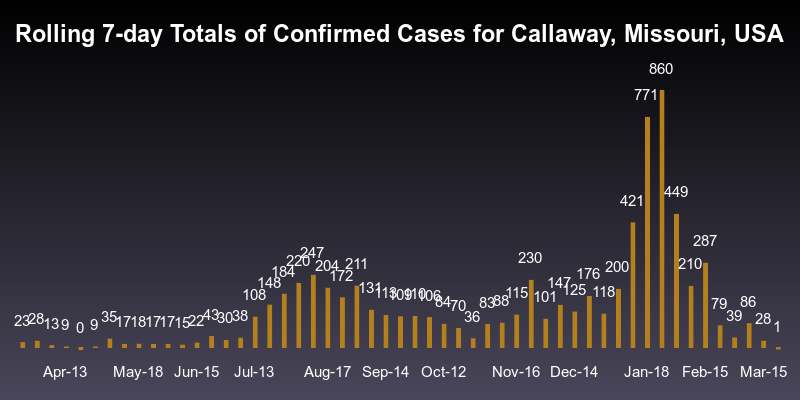 Rolling 7-day Totals of Confirmed Cases for Callaway, Missouri, USA
23 28 13 9 0 9 35 17 18 17 17 15 22 43 30 38 108 148 184 220 247 204 172 211 131 113 109 110 106 84 70 36 83 88 115 230 101 147 125 176 118 200 421 771 860 449 210 287 79 39 86 28 1
Apr-13 May-18 Jun-15 Jul-13 Aug-17 Sep-14 Oct-12 Nov-16 Dec-14 Jan-18 Feb-15 Mar-15